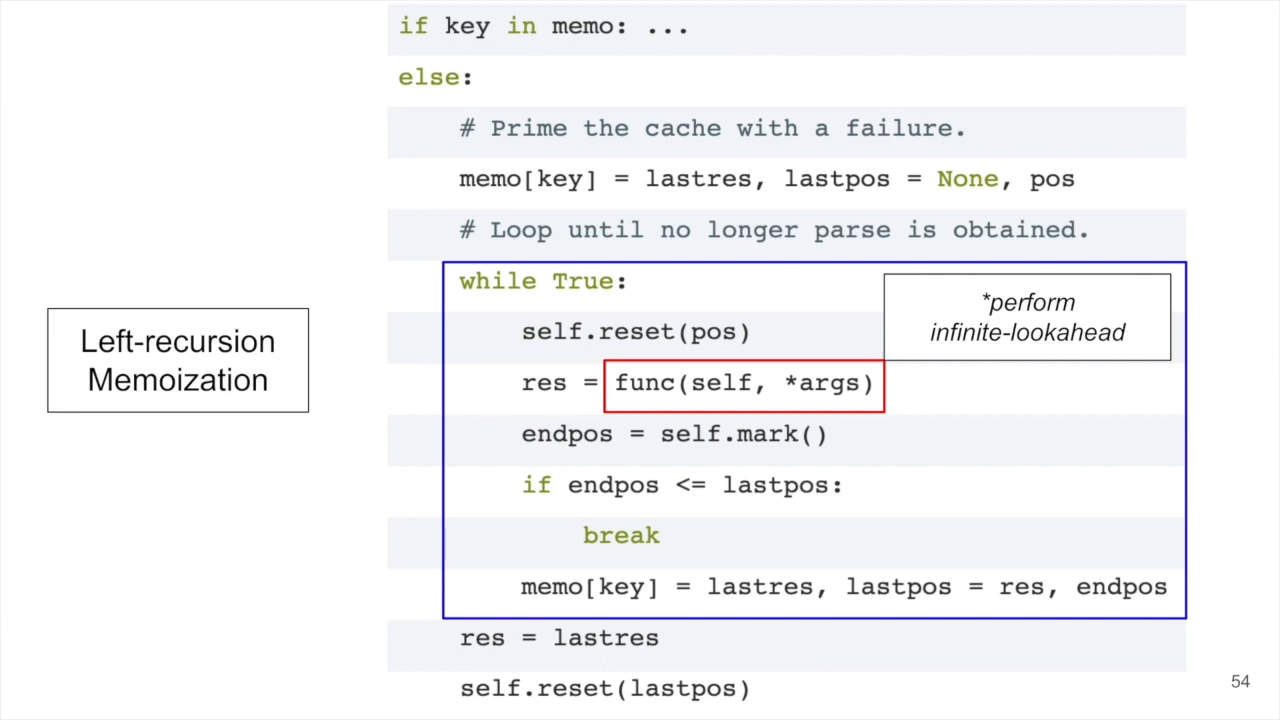 if key in memo: ...
else:
# Prime the cache with a failure.
memo[key] = lastres, lastpos = None, pos
# Loop until no longer parse is obtained.
while True:
*perform
infinite-lookahead
self.reset(pos)
Left-recursion
Memoization
res = func(self, *args)
endpos = self.mark()
if endpos <= lastpos:
break
memo[key] = lastres, lastpos = res, endpos
res = lastres
self.reset(lastpos)
54